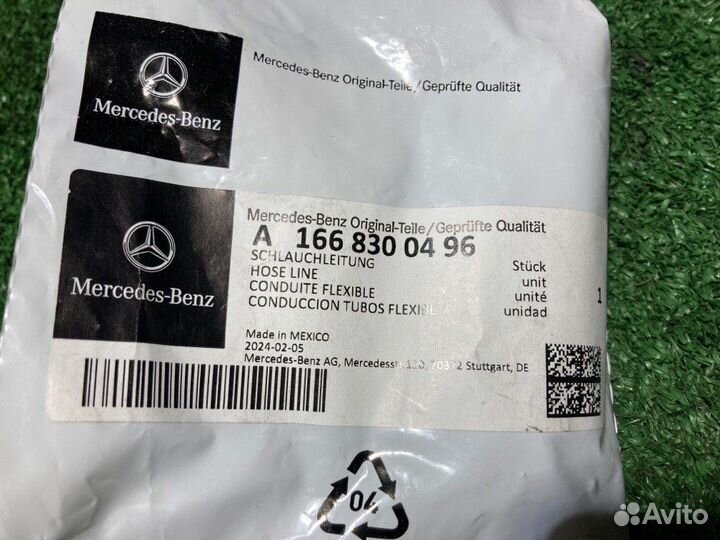 Mercedes-Benz
Mercedes-Benz Original-Teile/Geprüfte Qualität
Mercedes-Benz
Mercedes-Benz Original-Teile/Geprüfte Qualität
A 166 830 04 96
SCHLAUCHLEITUNG
HOSE LINE
CONDUITE FLEXIBLE
CONDUCCION TUBOS FLEXIBL
Stück
unit
unité
unidad
1
Made in MEXICO
2024-02-05
Mercedes-Benz AG, 70372 Stuttgart, DE
04
Avito